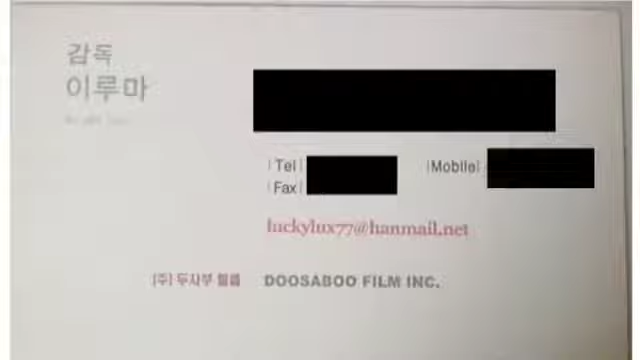 감독
이루마
|Tel|
|Mobile|
|Fax|
luckylux77@hanmail.net
(주) 두사부 필름 DOOSABOO FILM INC.